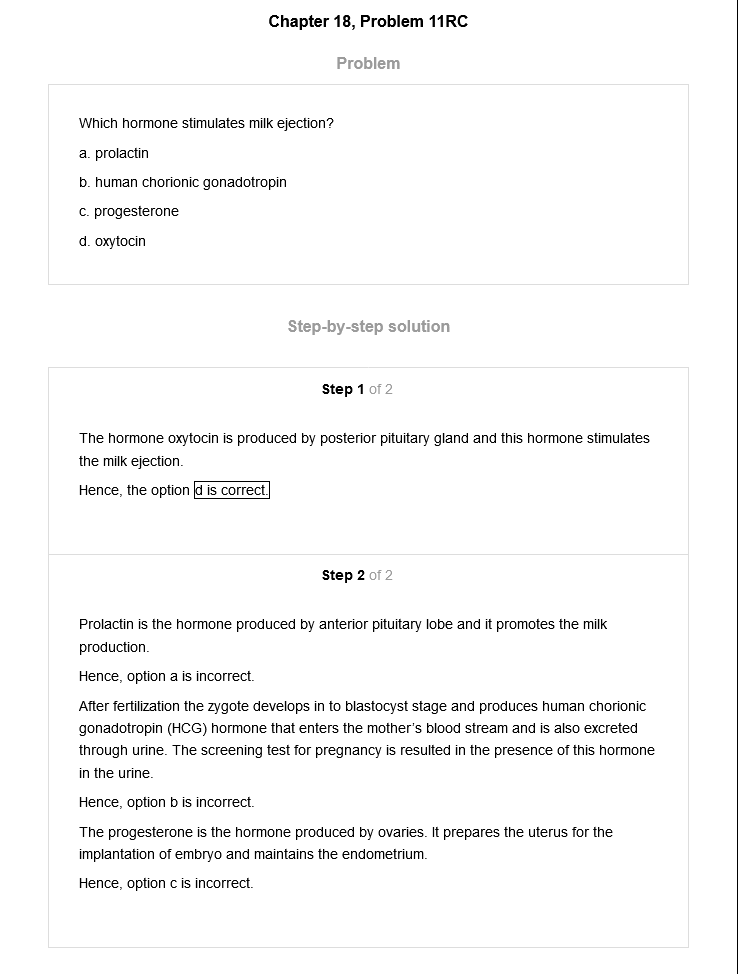 Chapter 18, Problem 11RC
Problem
Which hormone stimulates milk ejection?
a. prolactin
b. human chorionic gonadotropin
c. progesterone
d. oxytocin
Step-by-step solution
Step 1 of 2
The hormone oxytocin is produced by posterior pituitary gland and this hormone stimulates
the milk ejection.
Hence, the option d is correct.
Step 2 of 2
Prolactin is the hormone produced by anterior pituitary lobe and it promotes the milk
production.
Hence, option a is incorrect.
After fertilization the zygote develops in to blastocyst stage and produces human chorionic
gonadotropin (HCG) hormone that enters the mother’s blood stream and is also excreted
through urine. The screening test for pregnancy is resulted in the presence of this hormone
in the urine.
Hence, option b is incorrect.
The progesterone is the hormone produced by ovaries. It prepares the uterus for the
implantation of embryo and maintains the endometrium.
Hence, option c is incorrect.